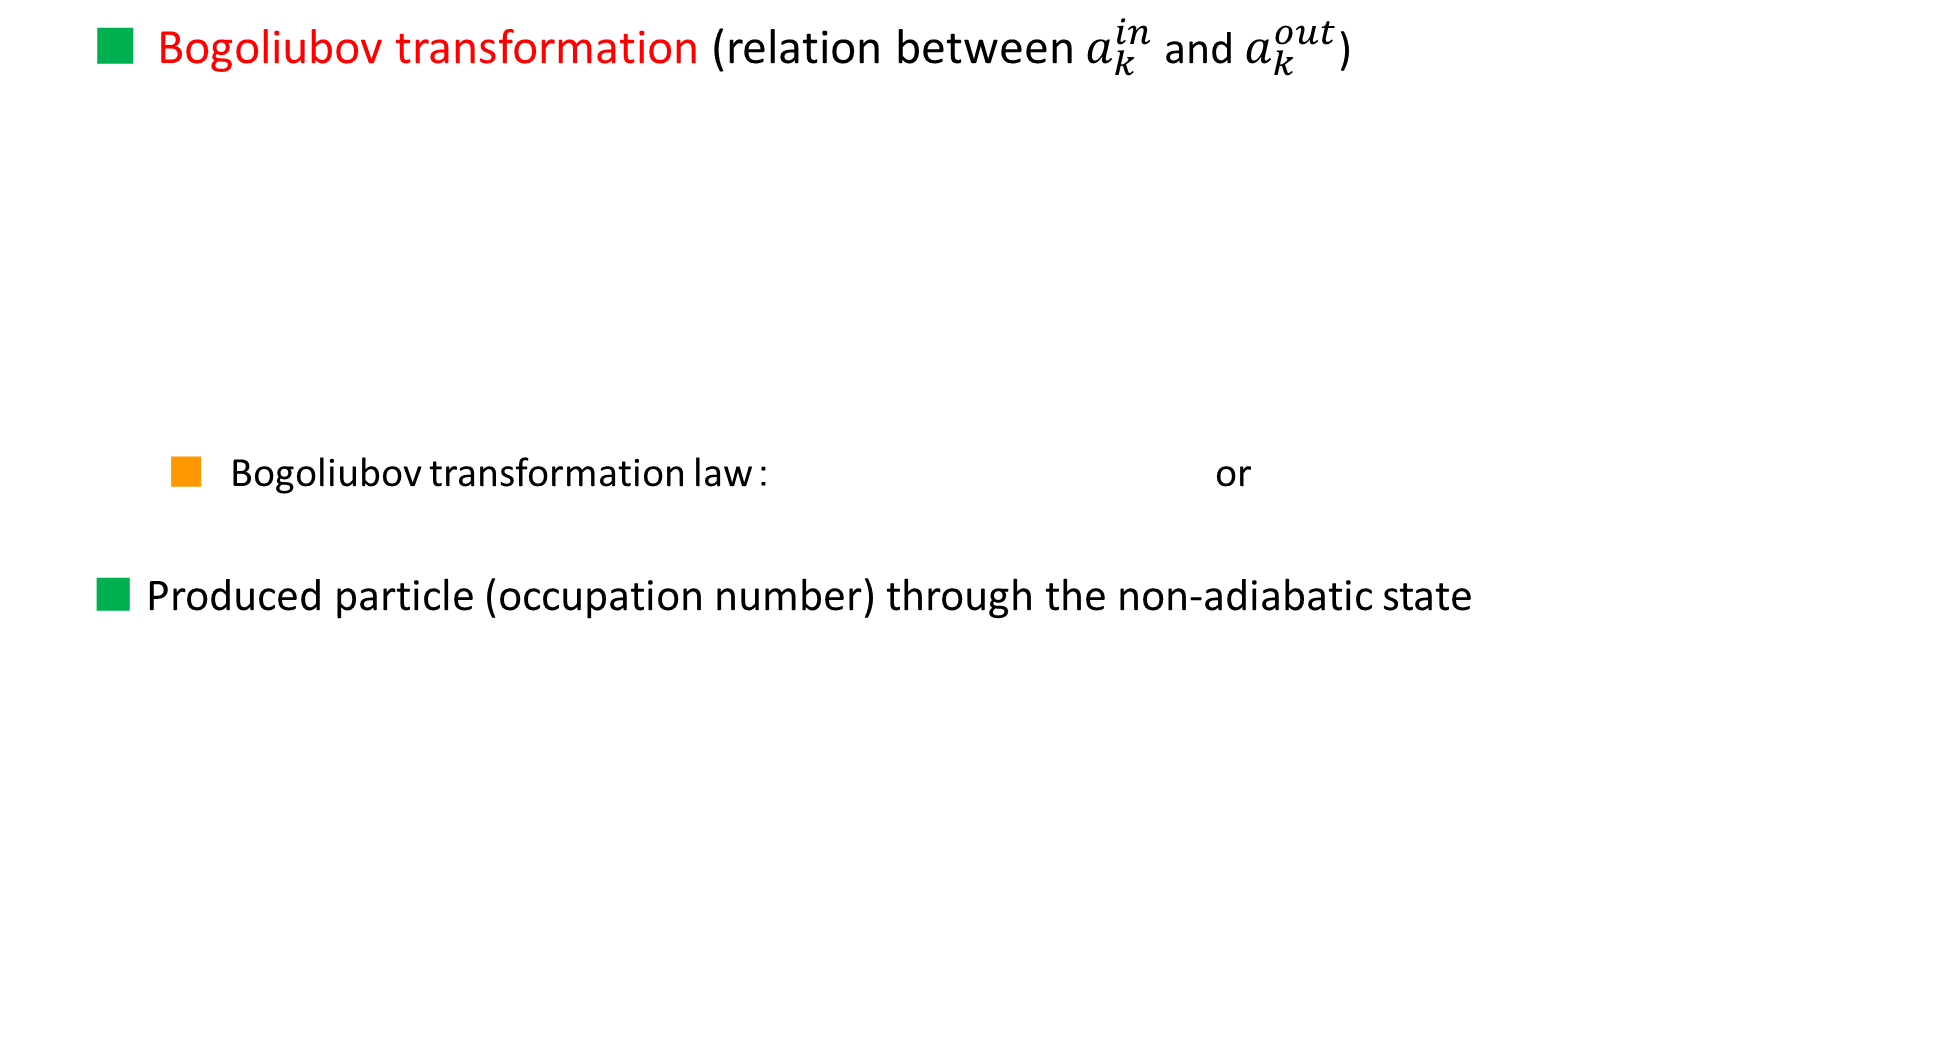 Bogoliubov transformation (relation between $a_k^{in}$ and $a_k^{out}$)
Bogoliubov transformation law : or
Produced particle (occupation number) through the non-adiabatic state